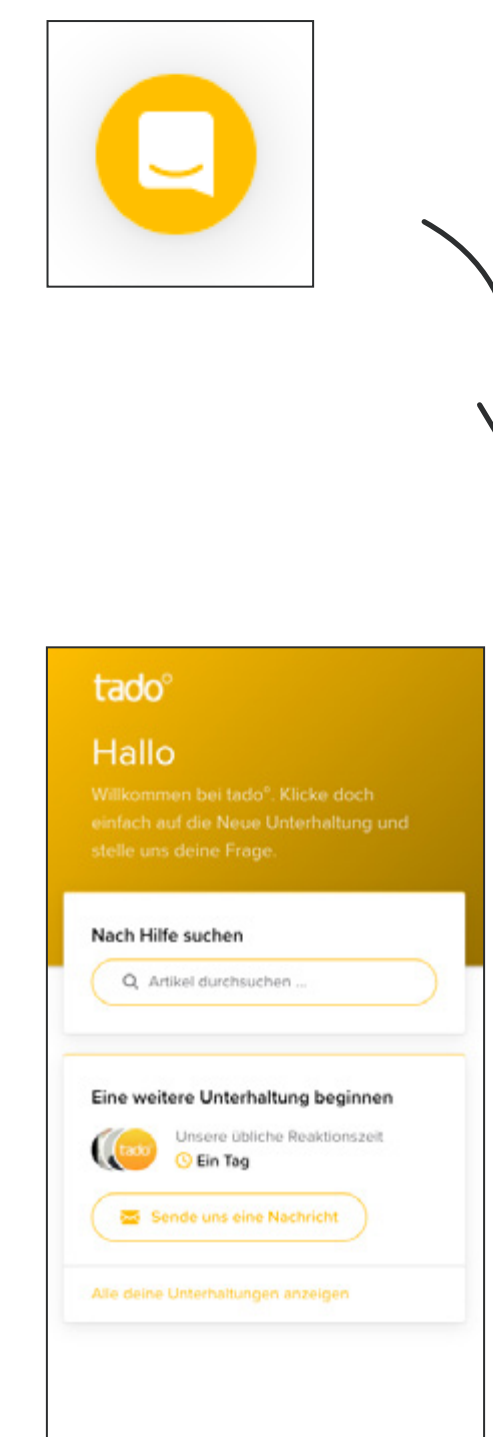 tado°
Hallo
Willkommen bei tado°. Klicke doch
einfach auf die Neue Unterhaltung und
stelle uns deine Frage.
Nach Hilfe suchen
Artikel durchsuchen ...
Eine weitere Unterhaltung beginnen
Unsere übliche Reaktionszeit
tado°
Ein Tag
Sende uns eine Nachricht
Alle deine Unterhaltungen anzeigen